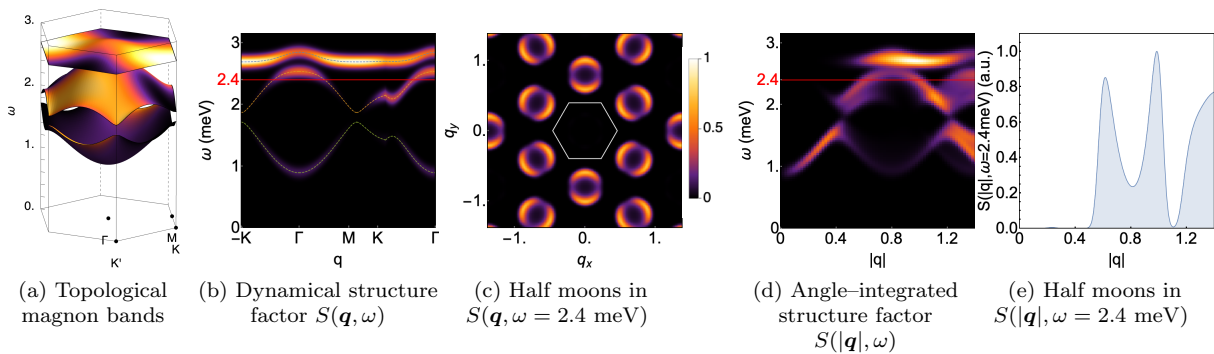 3.
2.
ω
1.
0.
Γ
M
K
K'
(a) Topological
magnon bands
3
2.4
2
1
0
ω (meV)
-K Γ M K Γ
q
(b) Dynamical structure
factor S(q, ω)
1.
0.
-1.
q_y
-1. 0. 1.
q_x
1
0.5
0
(c) Half moons in
S(q, ω = 2.4 meV)
3
2.4
2
1
0
ω (meV)
0 0.4 0.8 1.2
|q|
(d) Angle–integrated
structure factor
S(|q|, ω)
1.0
0.8
0.6
0.4
0.2
0
S(|q|,ω=2.4meV) (a.u.)
0 0.4 0.8 1.2
|q|
(e) Half moons in
S(|q|, ω = 2.4 meV)